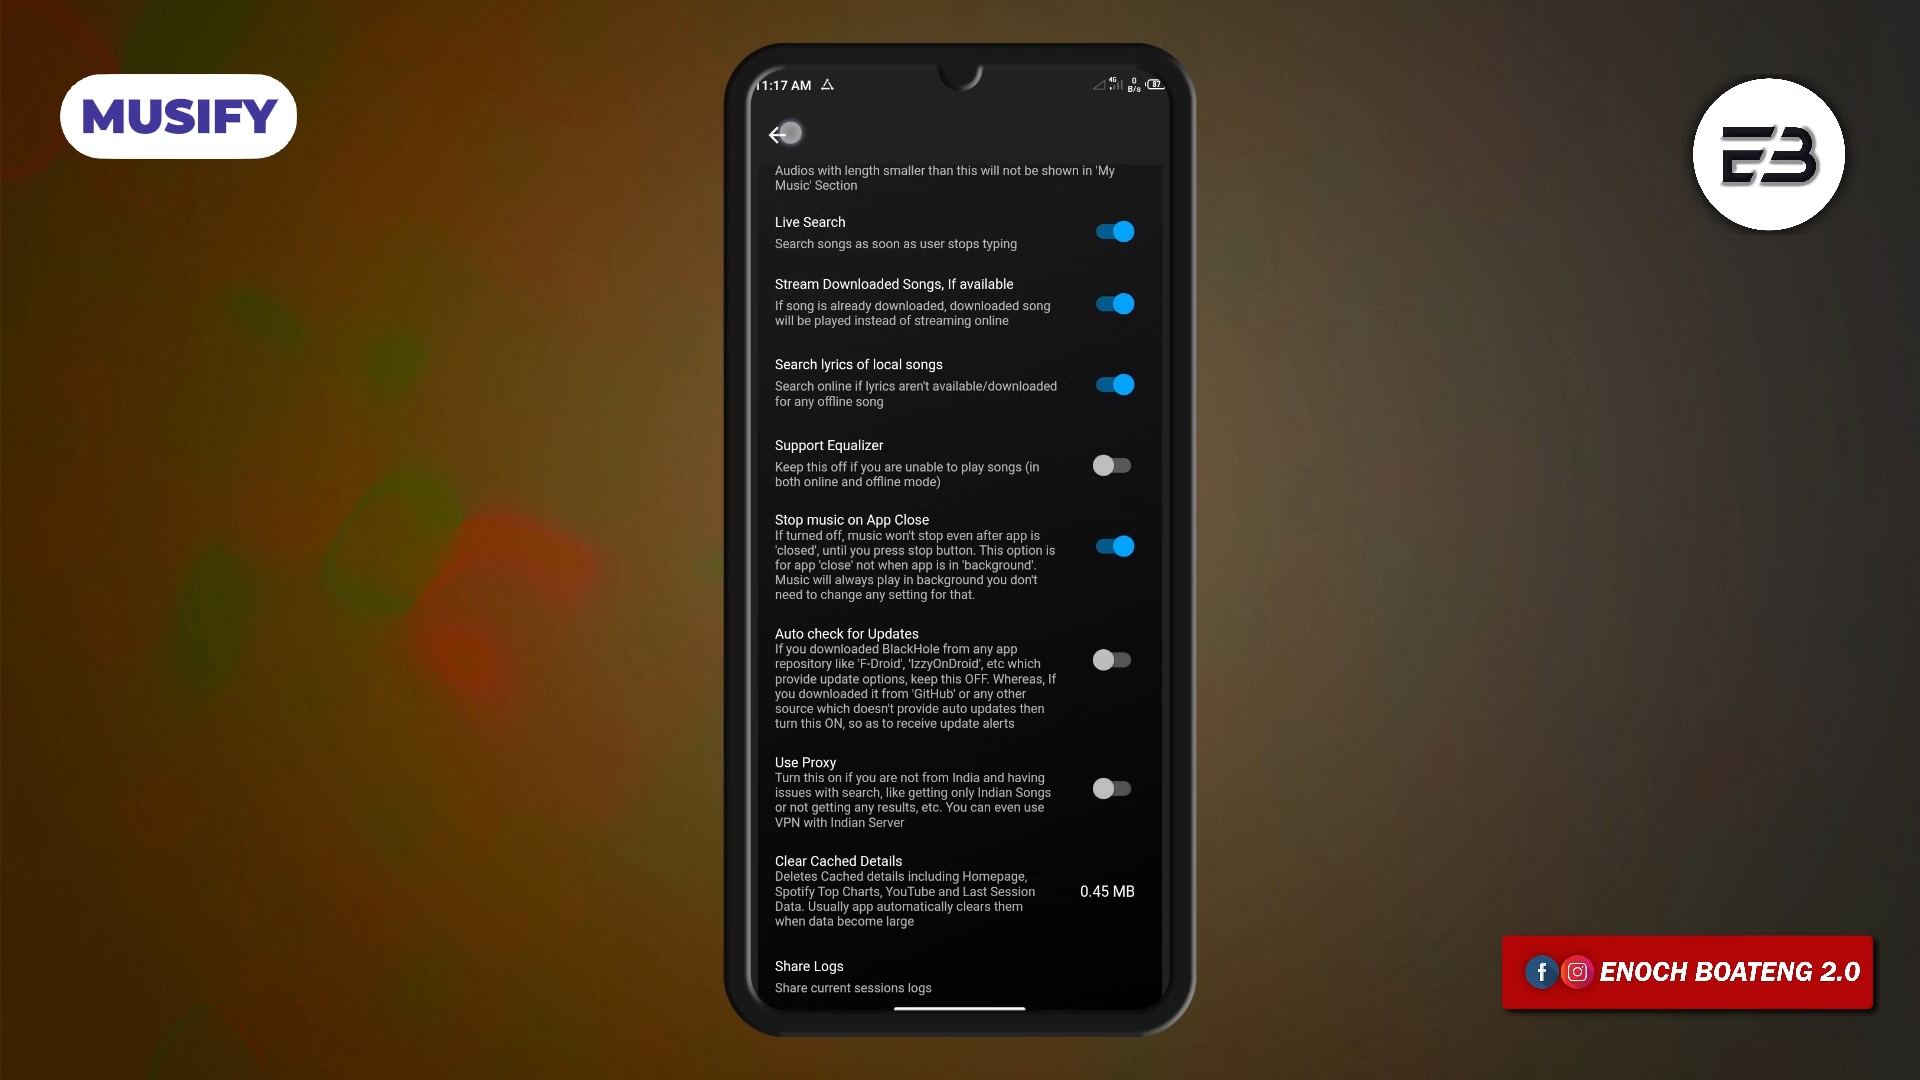 MUSIFY
EB
11:17 AM
4G
0
B/s
87
Audios with length smaller than this will not be shown in 'My
Music' Section
Live Search
Search songs as soon as user stops typing
Stream Downloaded Songs, If available
If song is already downloaded, downloaded song
will be played instead of streaming online
Search lyrics of local songs
Search online if lyrics aren't available/downloaded
for any offline song
Support Equalizer
Keep this off if you are unable to play songs (in
both online and offline mode)
Stop music on App Close
If turned off, music won't stop even after app is
'closed', until you press stop button. This option is
for app 'close' not when app is in 'background'.
Music will always play in background you don't
need to change any setting for that.
Auto check for Updates
If you downloaded BlackHole from any app
repository like 'F-Droid', 'IzzyOnDroid', etc which
provide update options, keep this OFF. Whereas, If
you downloaded it from 'GitHub' or any other
source which doesn't provide auto updates then
turn this ON, so as to receive update alerts
Use Proxy
Turn this on if you are not from India and having
issues with search, like getting only Indian Songs
or not getting any results, etc. You can even use
VPN with Indian Server
Clear Cached Details
Deletes Cached details including Homepage,
Spotify Top Charts, YouTube and Last Session
Data. Usually app automatically clears them
when data become large
0.45 MB
Share Logs
Share current sessions logs
ENOCH BOATENG 2.0